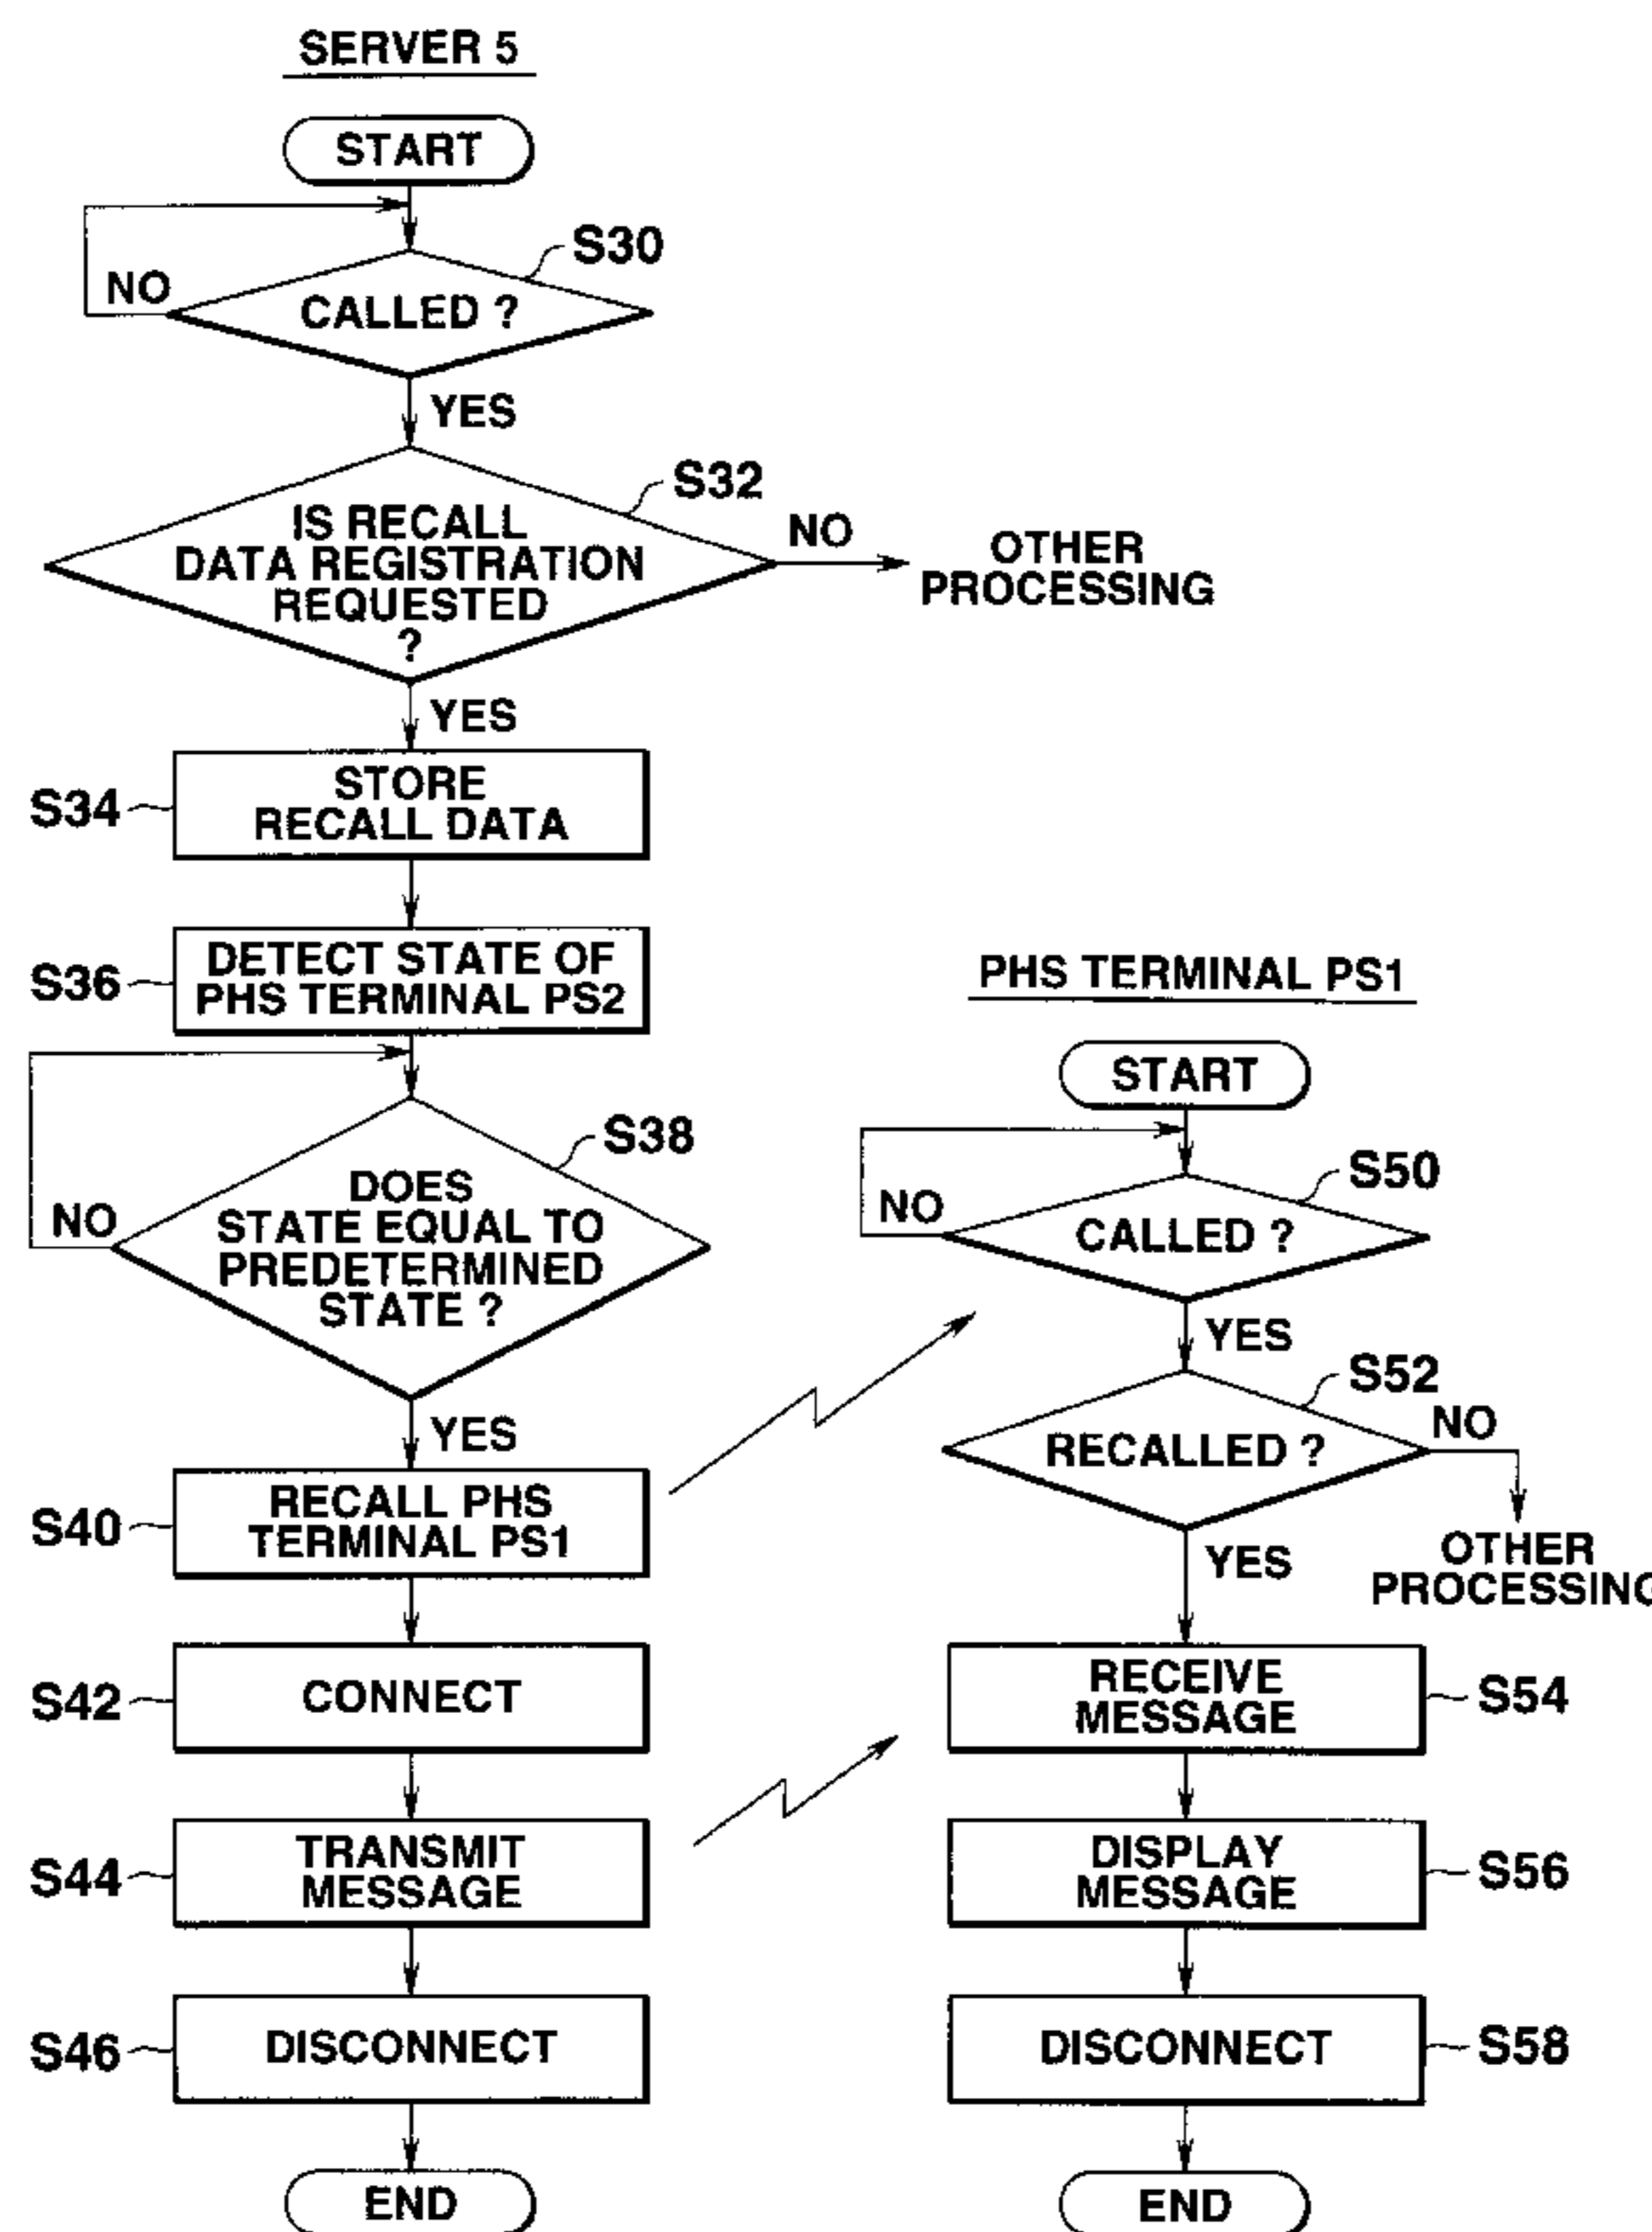 SERVER 5
START
S30
NO
CALLED ?
YES
S32
IS RECALL
DATA REGISTRATION
REQUESTED
?
NO
OTHER
PROCESSING
YES
S34
STORE
RECALL DATA
S36
DETECT STATE OF
PHS TERMINAL PS2
S38
NO
DOES
STATE EQUAL TO
PREDETERMINED
STATE ?
YES
S40
RECALL PHS
TERMINAL PS1
S42
CONNECT
S44
TRANSMIT
MESSAGE
S46
DISCONNECT
END
PHS TERMINAL PS1
START
S50
NO
CALLED ?
YES
S52
RECALLED ?
NO
OTHER
PROCESSING
YES
RECEIVE
MESSAGE
S54
DISPLAY
MESSAGE
S56
DISCONNECT
S58
END